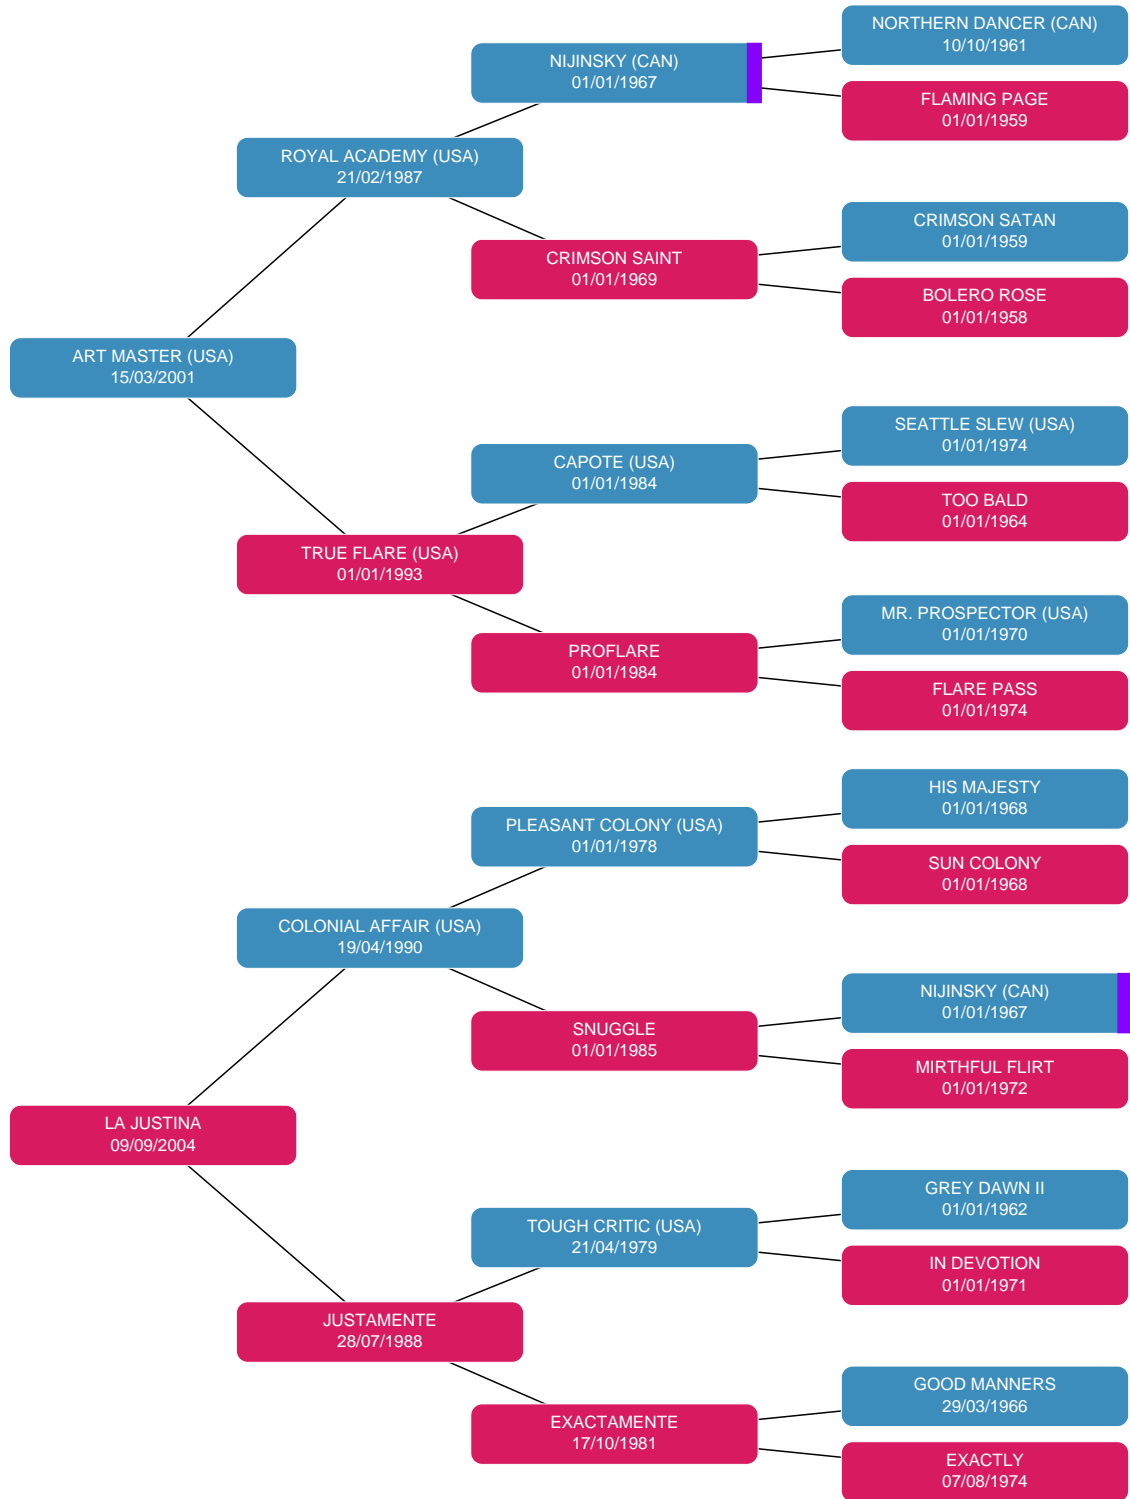 NORTHERN DANCER (CAN)
10/10/1961
NIJINSKY (CAN)
01/01/1967
FLAMING PAGE
01/01/1959
ROYAL ACADEMY (USA)
21/02/1987
CRIMSON SATAN
01/01/1959
CRIMSON SAINT
01/01/1969
BOLERO ROSE
01/01/1958
ART MASTER (USA)
15/03/2001
SEATTLE SLEW (USA)
01/01/1974
CAPOTE (USA)
01/01/1984
TOO BALD
01/01/1964
TRUE FLARE (USA)
01/01/1993
MR. PROSPECTOR (USA)
01/01/1970
PROFLARE
01/01/1984
FLARE PASS
01/01/1974
HIS MAJESTY
01/01/1968
PLEASANT COLONY (USA)
01/01/1978
SUN COLONY
01/01/1968
COLONIAL AFFAIR (USA)
19/04/1990
NIJINSKY (CAN)
01/01/1967
SNUGGLE
01/01/1985
MIRTHFUL FLIRT
01/01/1972
LA JUSTINA
09/09/2004
GREY DAWN II
01/01/1962
TOUGH CRITIC (USA)
21/04/1979
IN DEVOTION
01/01/1971
JUSTAMENTE
28/07/1988
GOOD MANNERS
29/03/1966
EXACTAMENTE
17/10/1981
EXACTLY
07/08/1974